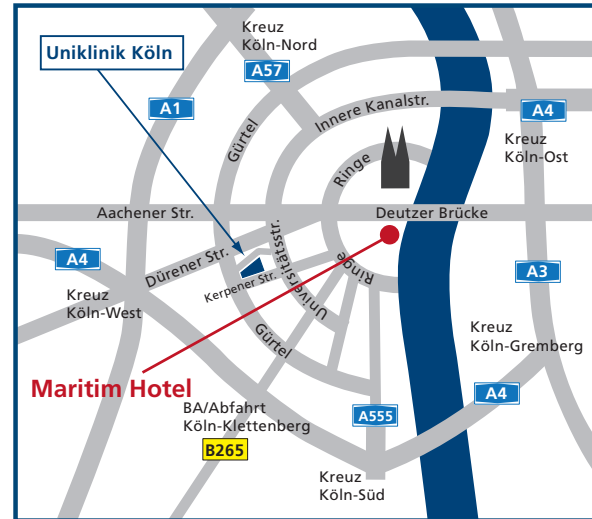 Kreuz
Köln-Nord
Uniklinik Köln
A57
A1
Innere Kanalstr.
A4
Gürtel
Kreuz
Köln-Ost
Ringe
Aachener Str.
Deutzer Brücke
Universitätsstr.
A4
Dürener Str.
A3
Kreuz
Köln-West
Kerpener Str.
Ringe
Gürtel
Kreuz
Köln-Gremberg
Maritim Hotel
A4
BA/Abfahrt
Köln-Klettenberg
A555
B265
Kreuz
Köln-Süd